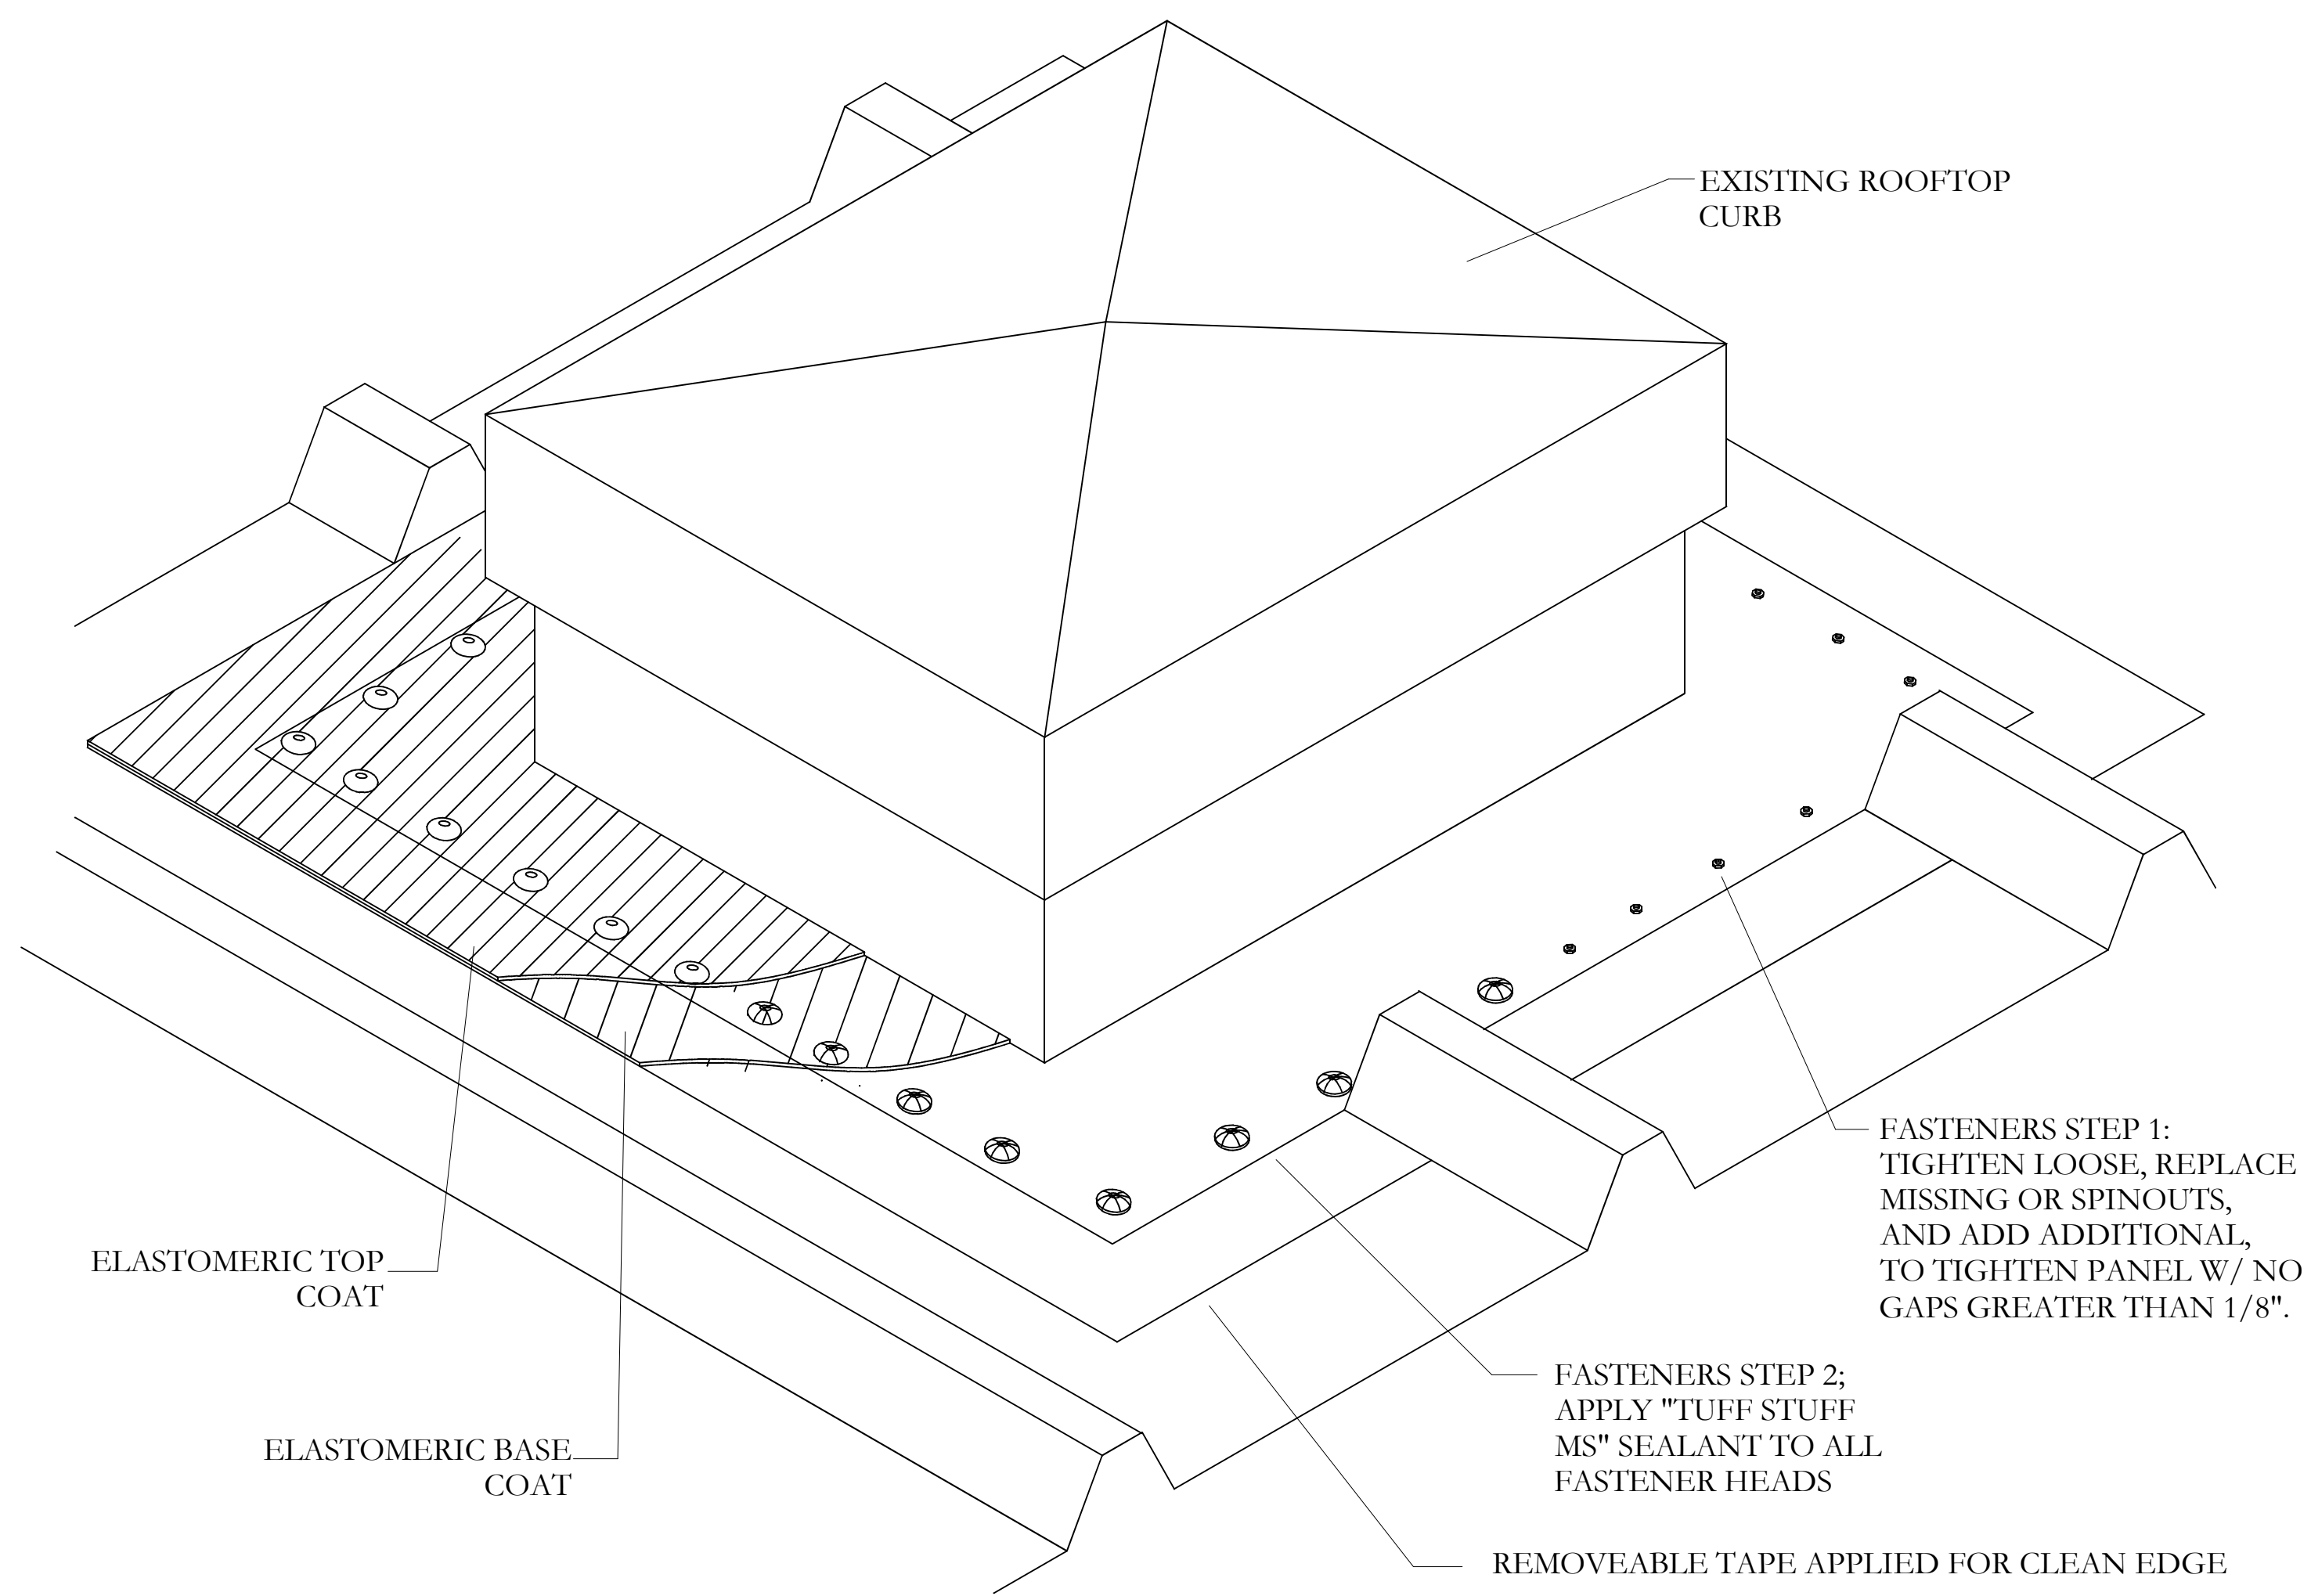 EXISTING ROOFTOP
CURB
FASTENERS STEP 1:
TIGHTEN LOOSE, REPLACE
MISSING OR SPINOUTS,
AND ADD ADDITIONAL,
TO TIGHTEN PANEL W/ NO
GAPS GREATER THAN 1/8".
ELASTOMERIC TOP
COAT
FASTENERS STEP 2;
APPLY "TUFF STUFF
MS" SEALANT TO ALL
FASTENER HEADS
ELASTOMERIC BASE
COAT
REMOVEABLE TAPE APPLIED FOR CLEAN EDGE